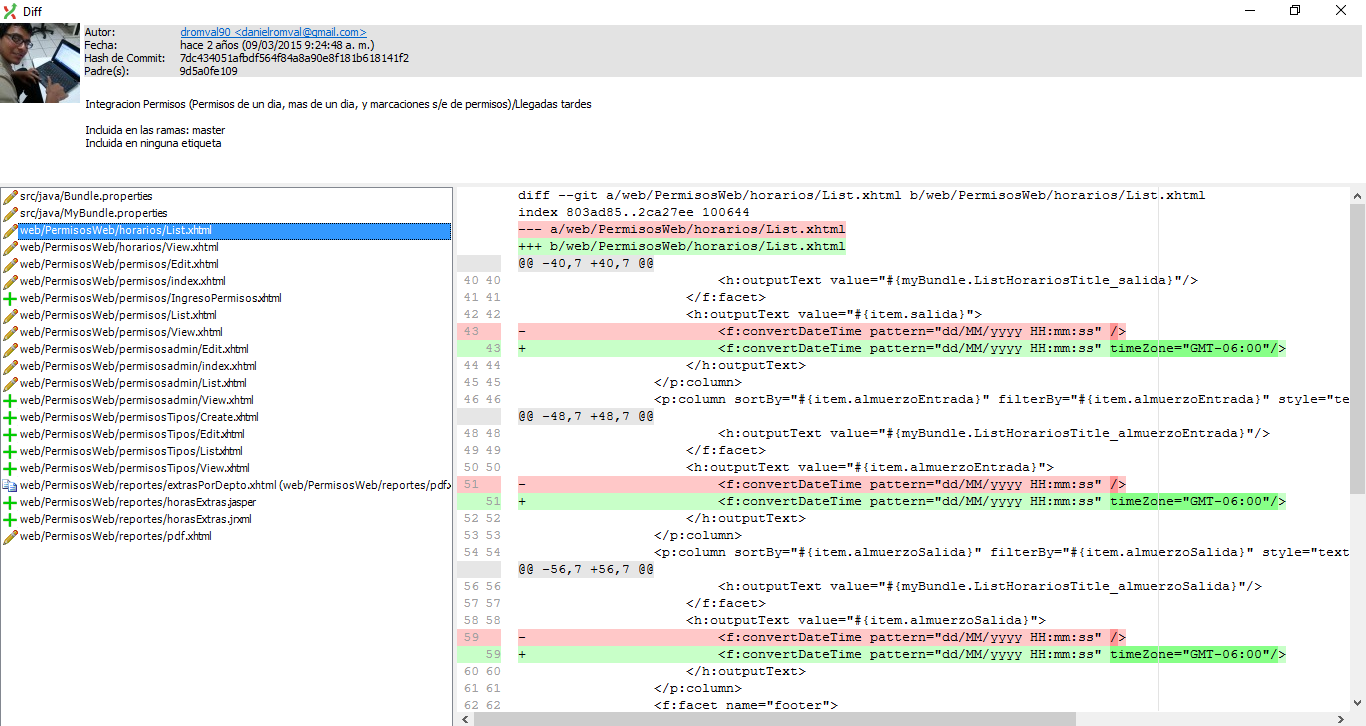 Diff
Autor: dromval90 <danielromval@gmail.com>
Fecha: hace 2 años (09/03/2015 9:24:48 a. m.)
Hash de Commit: 7dc434051afbdf564f84a8a90e8f181b618141f2
Padre(s): 9d5a0fe109
Integracion Permisos (Permisos de un dia, mas de un dia, y marcaciones s/e de permisos)/Llegadas tardes
Incluida en las ramas: master
Incluida en ninguna etiqueta
src/java/Bundle.properties
src/java/MyBundle.properties
web/PermisosWeb/horarios/List.xhtml
web/PermisosWeb/horarios/View.xhtml
web/PermisosWeb/permisos/Edit.xhtml
web/PermisosWeb/permisos/index.xhtml
web/PermisosWeb/permisos/IngresoPermisos.xhtml
web/PermisosWeb/permisos/List.xhtml
web/PermisosWeb/permisos/View.xhtml
web/PermisosWeb/permisosadmin/Edit.xhtml
web/PermisosWeb/permisosadmin/index.xhtml
web/PermisosWeb/permisosadmin/List.xhtml
web/PermisosWeb/permisosadmin/View.xhtml
web/PermisosWeb/permisosTipos/Create.xhtml
web/PermisosWeb/permisosTipos/Edit.xhtml
web/PermisosWeb/permisosTipos/List.xhtml
web/PermisosWeb/permisosTipos/View.xhtml
web/PermisosWeb/reportes/extrasPorDepto.xhtml (web/PermisosWeb/reportes/pdf.
web/PermisosWeb/reportes/horasExtras.jasper
web/PermisosWeb/reportes/horasExtras.jrxml
web/PermisosWeb/reportes/pdf.xhtml
diff --git a/web/PermisosWeb/horarios/List.xhtml b/web/PermisosWeb/horarios/List.xhtml
index 803ad85..2ca27ee 100644
--- a/web/PermisosWeb/horarios/List.xhtml
+++ b/web/PermisosWeb/horarios/List.xhtml
@@ -40,7 +40,7 @@
40 40 <h:outputText value="#{myBundle.ListHorariosTitle_salida}"/>
41 41 </f:facet>
42 42 <h:outputText value="#{item.salida}">
43 - <f:convertDateTime pattern="dd/MM/yyyy HH:mm:ss" />
43 + <f:convertDateTime pattern="dd/MM/yyyy HH:mm:ss" timeZone="GMT-06:00"/>
44 44 </h:outputText>
45 45 </p:column>
46 46 <p:column sortBy="#{item.almuerzoEntrada}" filterBy="#{item.almuerzoEntrada}" style="te
@@ -48,7 +48,7 @@
48 48 <h:outputText value="#{myBundle.ListHorariosTitle_almuerzoEntrada}"/>
49 49 </f:facet>
50 50 <h:outputText value="#{item.almuerzoEntrada}">
51 - <f:convertDateTime pattern="dd/MM/yyyy HH:mm:ss" />
51 + <f:convertDateTime pattern="dd/MM/yyyy HH:mm:ss" timeZone="GMT-06:00"/>
52 52 </h:outputText>
53 53 </p:column>
54 54 <p:column sortBy="#{item.almuerzoSalida}" filterBy="#{item.almuerzoSalida}" style="text
@@ -56,7 +56,7 @@
56 56 <h:outputText value="#{myBundle.ListHorariosTitle_almuerzoSalida}"/>
57 57 </f:facet>
58 58 <h:outputText value="#{item.almuerzoSalida}">
59 - <f:convertDateTime pattern="dd/MM/yyyy HH:mm:ss" />
59 + <f:convertDateTime pattern="dd/MM/yyyy HH:mm:ss" timeZone="GMT-06:00"/>
60 60 </h:outputText>
61 61 </p:column>
62 62 <f:facet name="footer">